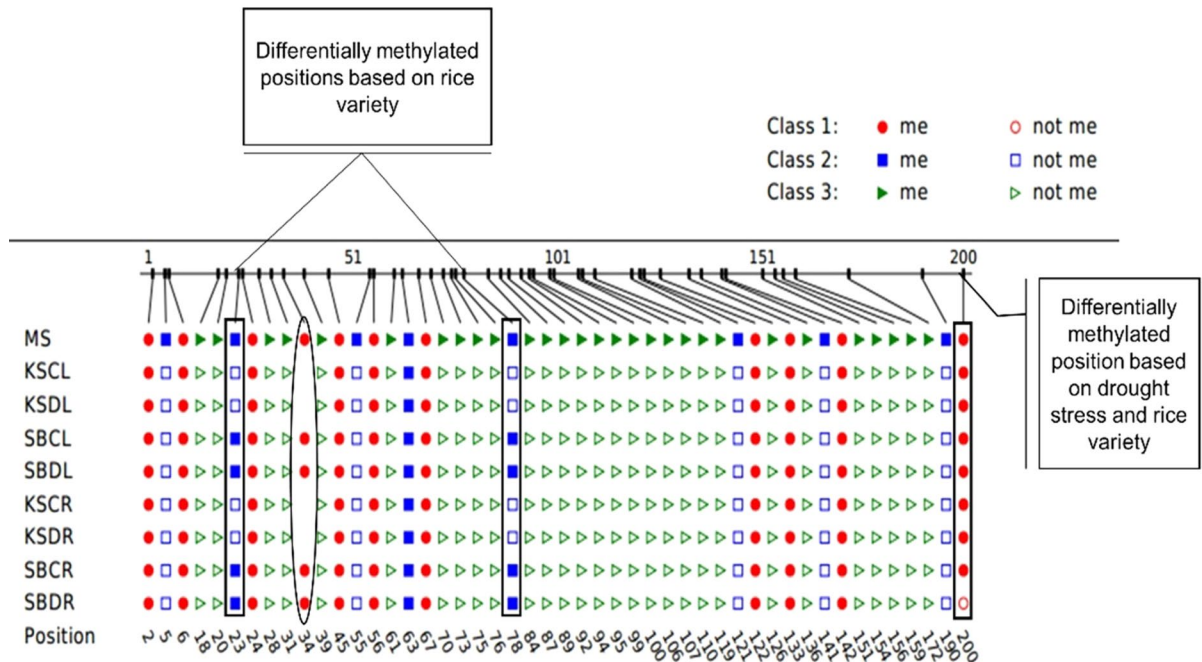 Differentially methylated
positions based on rice
variety
Class 1: me not me
Class 2: me not me
Class 3: me not me
1 51 101 151 200
MS
KSCL
KSDL
SBCL
SBDL
KSCR
KSDR
SBCR
SBDR
Position 2 5 6 18 20 23 24 28 31 34 39 45 55 56 61 63 67 70 73 75 76 78 84 87 89 92 94 95 99 100 106 107 110 119 121 122 126 133 136 141 142 151 154 156 159 172 190 200
Differentially
methylated
position based
on drought
stress and rice
variety